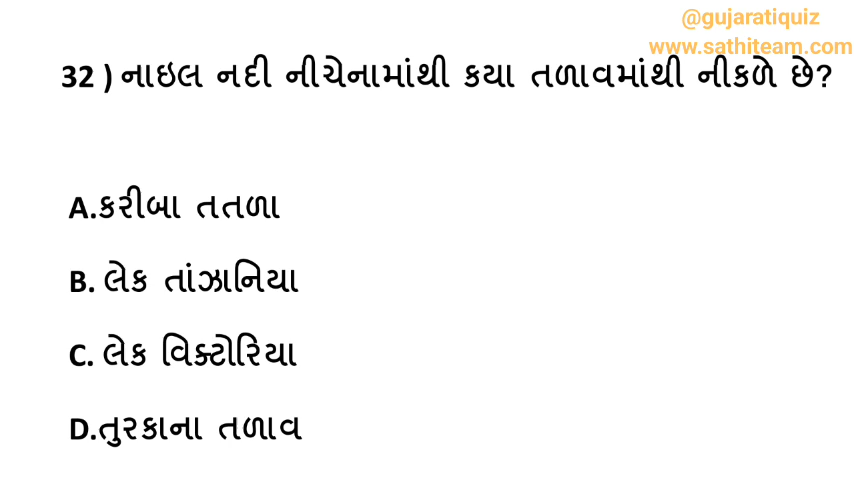 @gujaratiquiz
www.sathiteam.com
32 ) નાઇલ નદી નીચેનામાંથી કયા તળાવમાંથી નીકળે છે?
A.કરીબા તતળા
B. લેક તાંઝાનિયા
C. લેક વિક્ટોરિયા
D.તુરકાના તળાવ